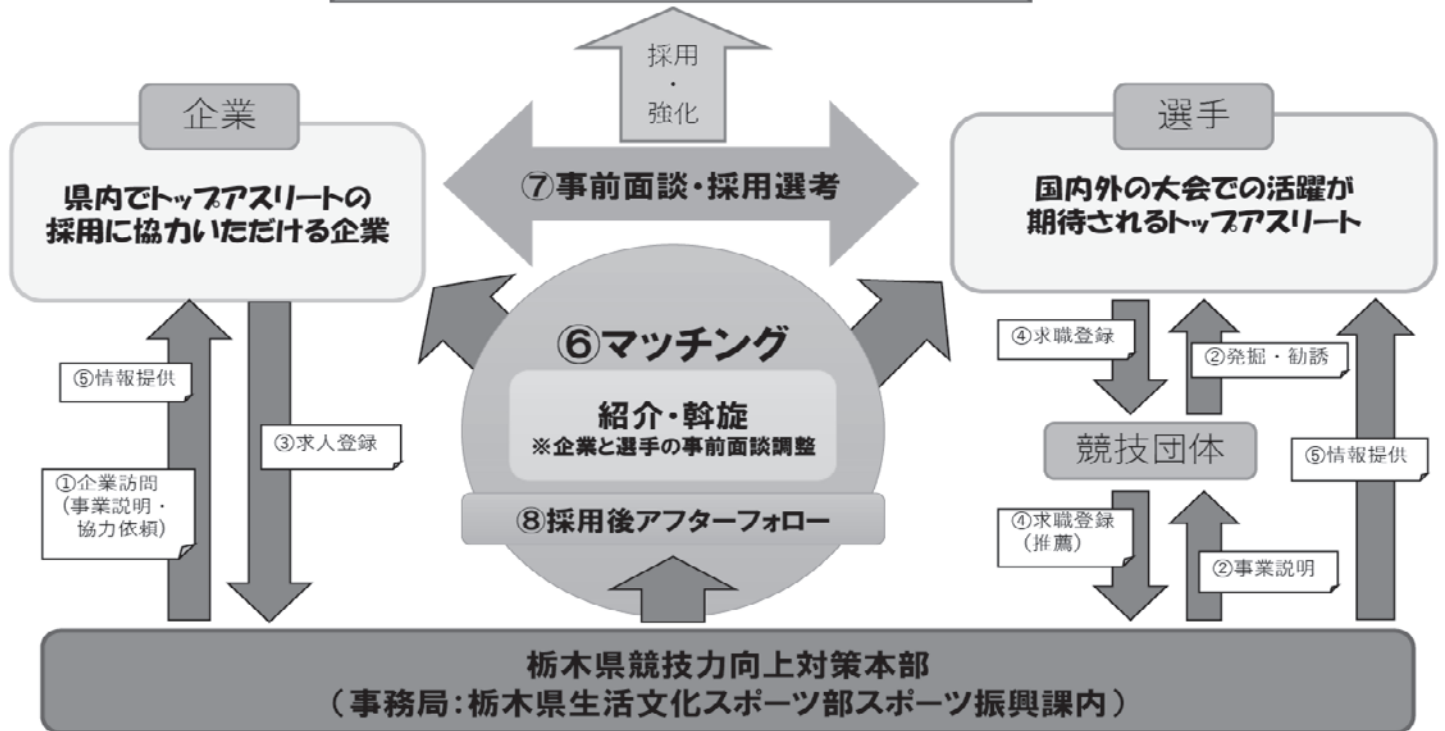 採用
・
強化
企業
県内でトップアスリートの
採用に協力いただける企業
⑦事前面談・採用選考
選手
国内外の大会での活躍が
期待されるトップアスリート
⑥マッチング
紹介・斡旋
※企業と選手の事前面談調整
⑧採用後アフターフォロー
⑤情報提供
①企業訪問
(事業説明・
協力依頼)
③求人登録
④求職登録
②発掘・勧誘
競技団体
⑤情報提供
④求職登録
(推薦)
②事業説明
栃木県競技力向上対策本部
(事務局:栃木県生活文化スポーツ部スポーツ振興課内)